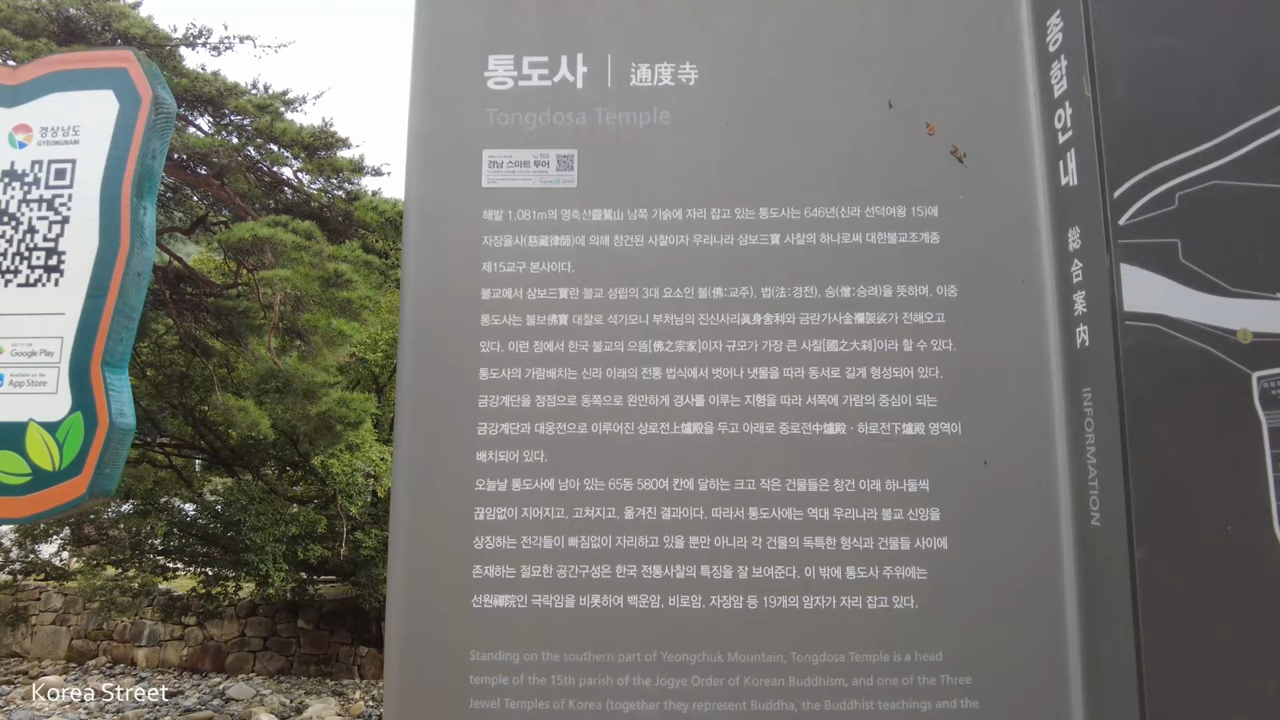 경상남도
GYEONGNAM
Google Play
Available on the
App Store
통도사 | 通度寺
Tongdosa Temple
경남 스마트 투어
해발 1,081m의 영축산靈鷲山 남쪽 기슭에 자리 잡고 있는 통도사는 646년(신라 선덕여왕 15)에
자장율사(慈藏律師)에 의해 창건된 사찰이자 우리나라 삼보三寶 사찰의 하나로써 대한불교조계종
제15교구 본사이다.
불교에서 삼보三寶란 불교 성립의 3대 요소인 불(佛:교주), 법(法:경전), 승(僧:승려)을 뜻하며, 이중
통도사는 불보佛寶 대찰로 석가모니 부처님의 진신사리眞身舍利와 금란가사金襴袈裟가 전해오고
있다. 이런 점에서 한국 불교의 으뜸[佛之宗家]이자 규모가 가장 큰 사찰[國之大刹]이라 할 수 있다.
통도사의 가람배치는 신라 이래의 전통 법식에서 벗어나 냇물을 따라 동서로 길게 형성되어 있다.
금강계단을 정점으로 동쪽으로 완만하게 경사를 이루는 지형을 따라 서쪽에 가람의 중심이 되는
금강계단과 대웅전으로 이루어진 상로전上爐殿을 두고 아래로 중로전中爐殿 · 하로전下爐殿 영역이
배치되어 있다.
오늘날 통도사에 남아 있는 65동 580여 칸에 달하는 크고 작은 건물들은 창건 이래 하나둘씩
끊임없이 지어지고, 고쳐지고, 옮겨진 결과이다. 따라서 통도사에는 역대 우리나라 불교 신앙을
상징하는 전각들이 빠짐없이 자리하고 있을 뿐만 아니라 각 건물의 독특한 형식과 건물들 사이에
존재하는 절묘한 공간구성은 한국 전통사찰의 특징을 잘 보여준다. 이 밖에 통도사 주위에는
선원禪院인 극락암을 비롯하여 백운암, 비로암, 자장암 등 19개의 암자가 자리 잡고 있다.
Standing on the southern part of Yeongchuk Mountain, Tongdosa Temple is a head
temple of the 15th parish of the Jogye Order of Korean Buddhism, and one of the Three
Jewel Temples of Korea (together they represent Buddha, the Buddhist teachings and the
종합안내
総合案内
INFORMATION
Korea Street